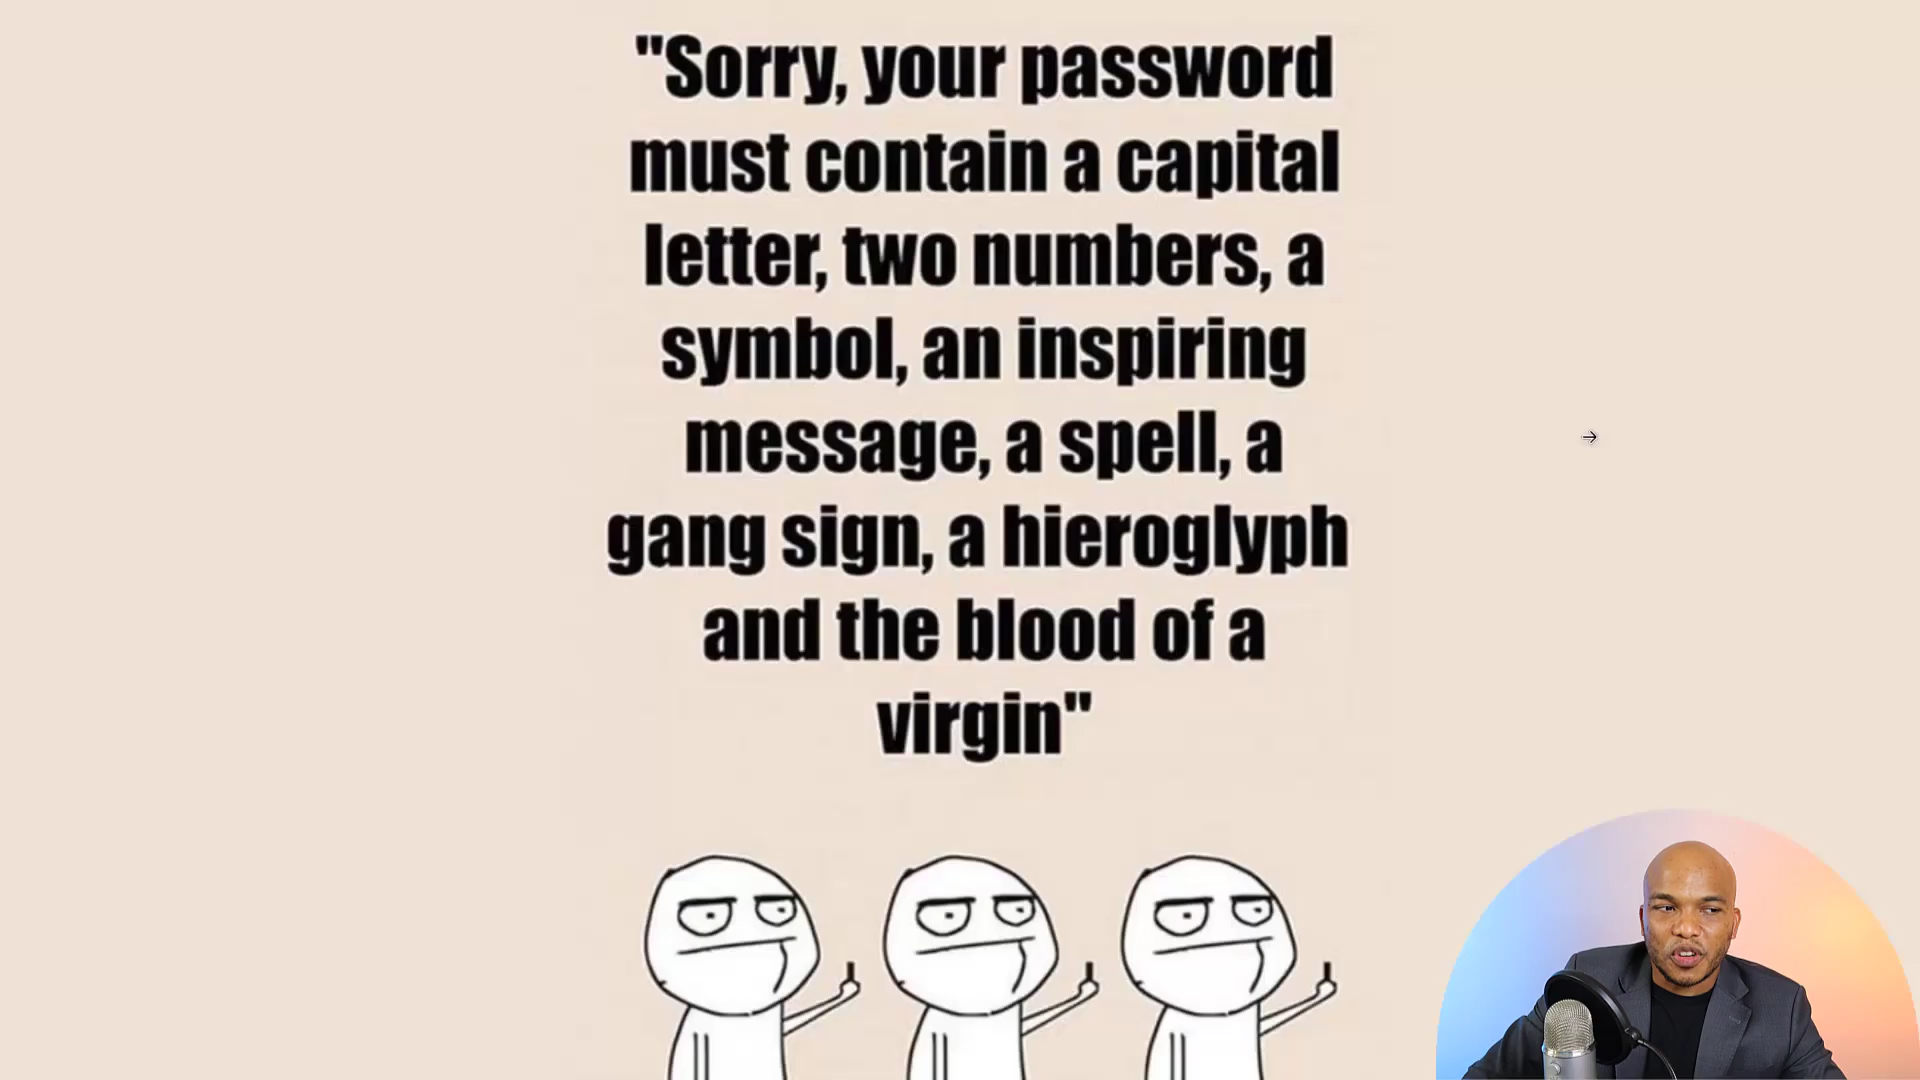 "Sorry, your password
must contain a capital
letter, two numbers, a
symbol, an inspiring
message, a spell, a
gang sign, a hieroglyph
and the blood of a
virgin"